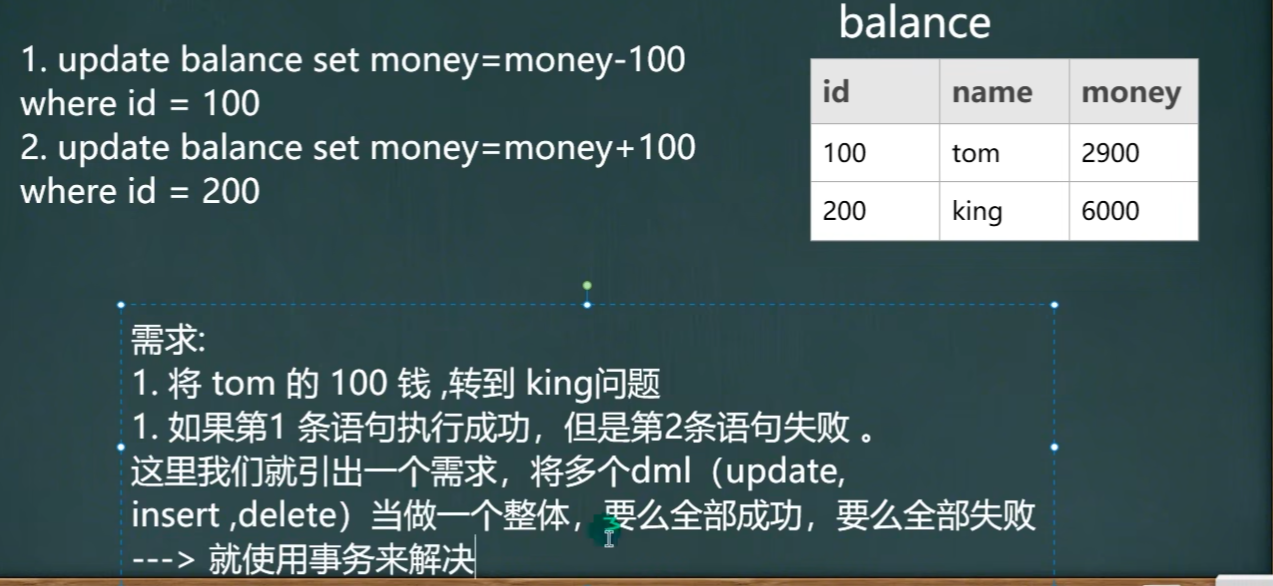 1. update balance set money=money-100
where id = 100
2. update balance set money=money+100
where id = 200
balance
id name money
100 tom 2900
200 king 6000
需求:
1. 将 tom 的 100 钱 ,转到 king问题
1. 如果第1 条语句执行成功，但是第2条语句失败 。
这里我们就引出一个需求，将多个dml（update,
insert ,delete）当做一个整体，要么全部成功，要么全部失败
---> 就使用事务来解决